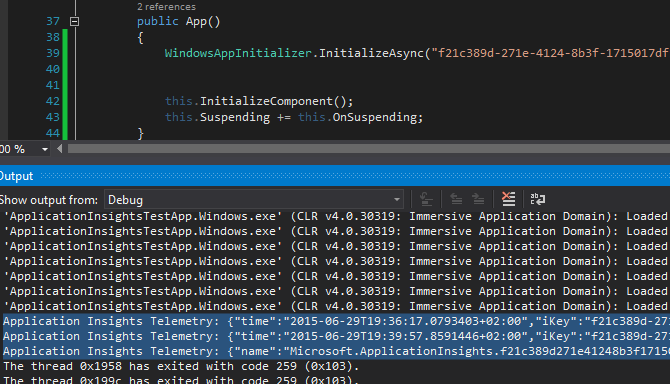 2 references
37 public App()
38 {
39 WindowsAppInitializer.InitializeAsync("f21c389d-271e-4124-8b3f-1715017df
40
41
42 this.InitializeComponent();
43 this.Suspending += this.OnSuspending;
44 }
00 %
Output
Show output from: Debug
'ApplicationInsightsTestApp.Windows.exe' (CLR v4.0.30319: Immersive Application Domain): Loaded
'ApplicationInsightsTestApp.Windows.exe' (CLR v4.0.30319: Immersive Application Domain): Loaded
'ApplicationInsightsTestApp.Windows.exe' (CLR v4.0.30319: Immersive Application Domain): Loaded
'ApplicationInsightsTestApp.Windows.exe' (CLR v4.0.30319: Immersive Application Domain): Loaded
'ApplicationInsightsTestApp.Windows.exe' (CLR v4.0.30319: Immersive Application Domain): Loaded
'ApplicationInsightsTestApp.Windows.exe' (CLR v4.0.30319: Immersive Application Domain): Loaded
'ApplicationInsightsTestApp.Windows.exe' (CLR v4.0.30319: Immersive Application Domain): Loaded
Application Insights Telemetry: {"time":"2015-06-29T19:36:17.0793403+02:00","iKey":"f21c389d-271
Application Insights Telemetry: {"time":"2015-06-29T19:39:57.8591446+02:00","iKey":"f21c389d-271
Application Insights Telemetry: {"name":"Microsoft.ApplicationInsights.f21c389d271e41248b3f17150
The thread 0x1958 has exited with code 259 (0x103).
The thread 0x199c has exited with code 259 (0x103).